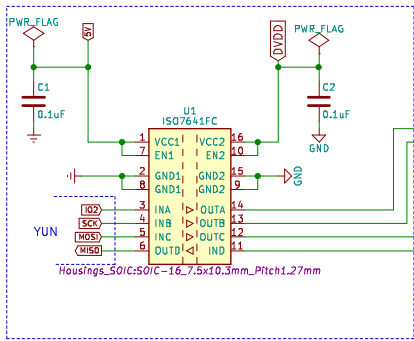 PWR_FLAG
5V
DVDD
PWR_FLAG
C1
0.1uF
C2
0.1uF
GND
U1
ISO7641FC
1 VCC1 VCC2 16
7 EN1 EN2 10
2 GND1 GND2 15
8 GND1 GND2 9
GND
IO2 3 INA OUTA 14
SCK 4 INB OUTB 13
MOSI 5 INC OUTC 12
MISO 6 OUTD IND 11
YUN
Housings_SOIC:SOIC-16_7.5x10.3mm_Pitch1.27mm